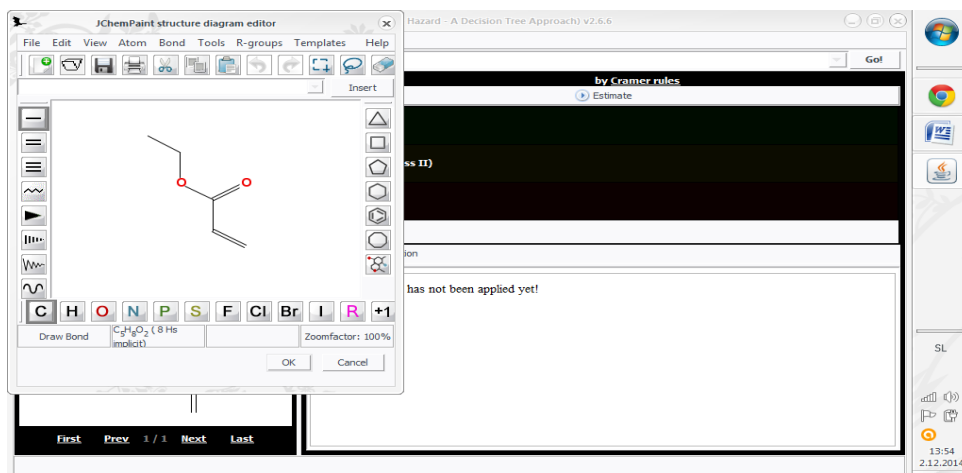 JChemPaint structure diagram editor
Hazard - A Decision Tree Approach) v2.6.6
File Edit View Atom Bond Tools R-groups Templates Help
Go!
Insert
by Cramer rules
Estimate
ss II)
O
O
ion
has not been applied yet!
C H O N P S F Cl Br I R +1
Draw Bond
C5H8O2 ( 8 Hs
implicit)
Zoomfactor: 100%
OK Cancel
First Prev 1 / 1 Next Last
SL
13:54
2.12.2014